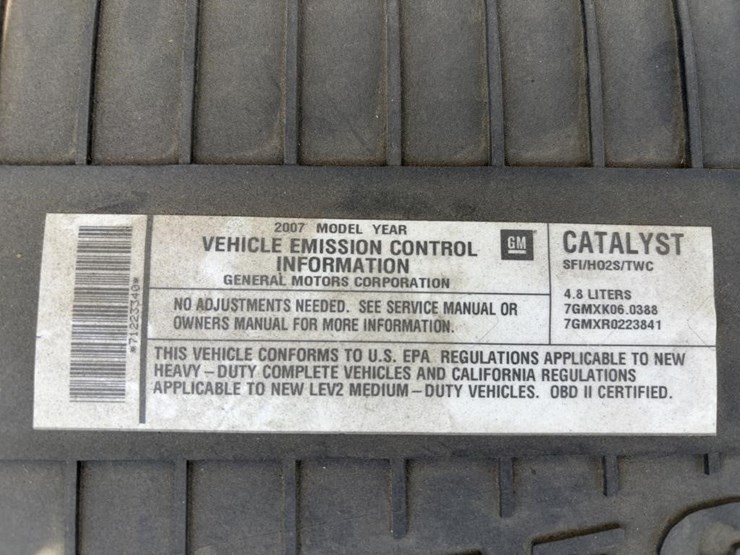 2007 MODEL YEAR
VEHICLE EMISSION CONTROL
INFORMATION
GENERAL MOTORS CORPORATION
GM
NO ADJUSTMENTS NEEDED. SEE SERVICE MANUAL OR
OWNERS MANUAL FOR MORE INFORMATION.
CATALYST
SFI/HO2S/TWC
4.8 LITERS
7GMXK06.0388
7GMXR0223841
THIS VEHICLE CONFORMS TO U.S. EPA REGULATIONS APPLICABLE TO NEW
HEAVY-DUTY COMPLETE VEHICLES AND CALIFORNIA REGULATIONS
APPLICABLE TO NEW LEV2 MEDIUM-DUTY VEHICLES. OBD II CERTIFIED.
*71223340*